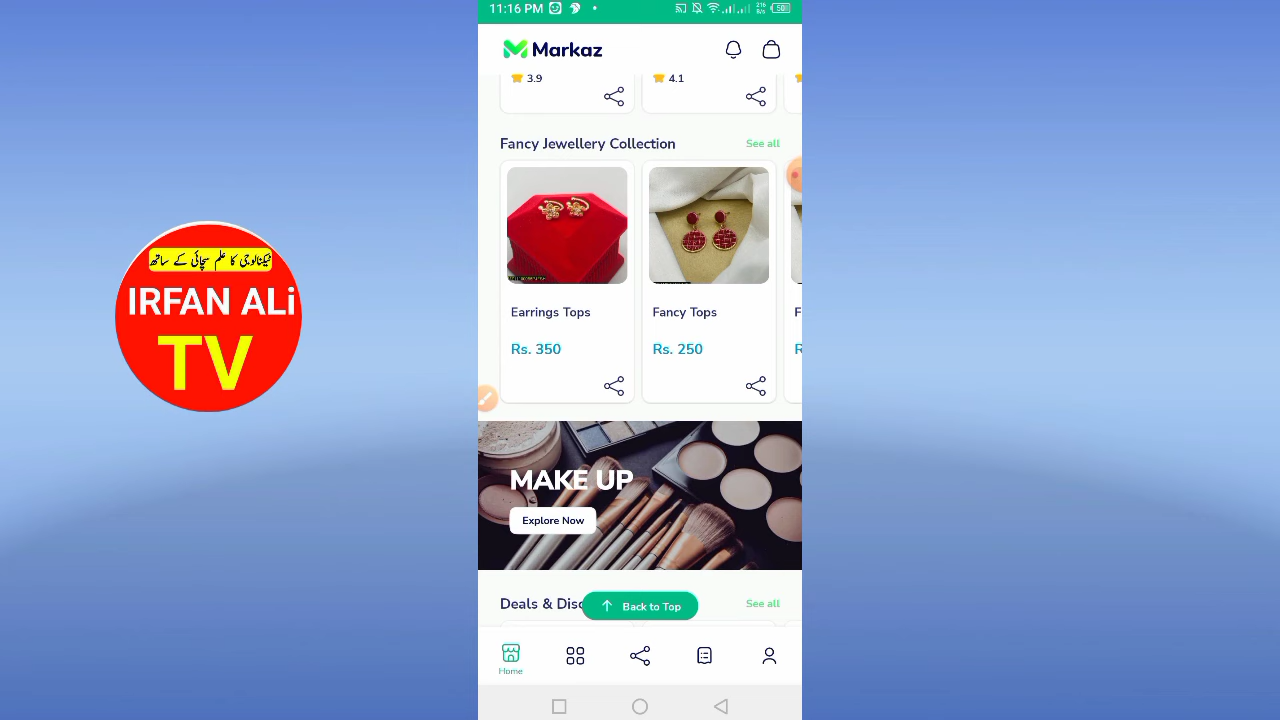 11:16 PM
216
B/s
50
Markaz
3.9
4.1
Fancy Jewellery Collection
See all
Earrings Tops
Fancy Tops
F
Rs. 350
Rs. 250
R
MAKE UP
Explore Now
Deals & Disc
See all
Back to Top
Home
ٹیکنالوجی کا علم سچائی کے ساتھ
IRFAN ALi
TV